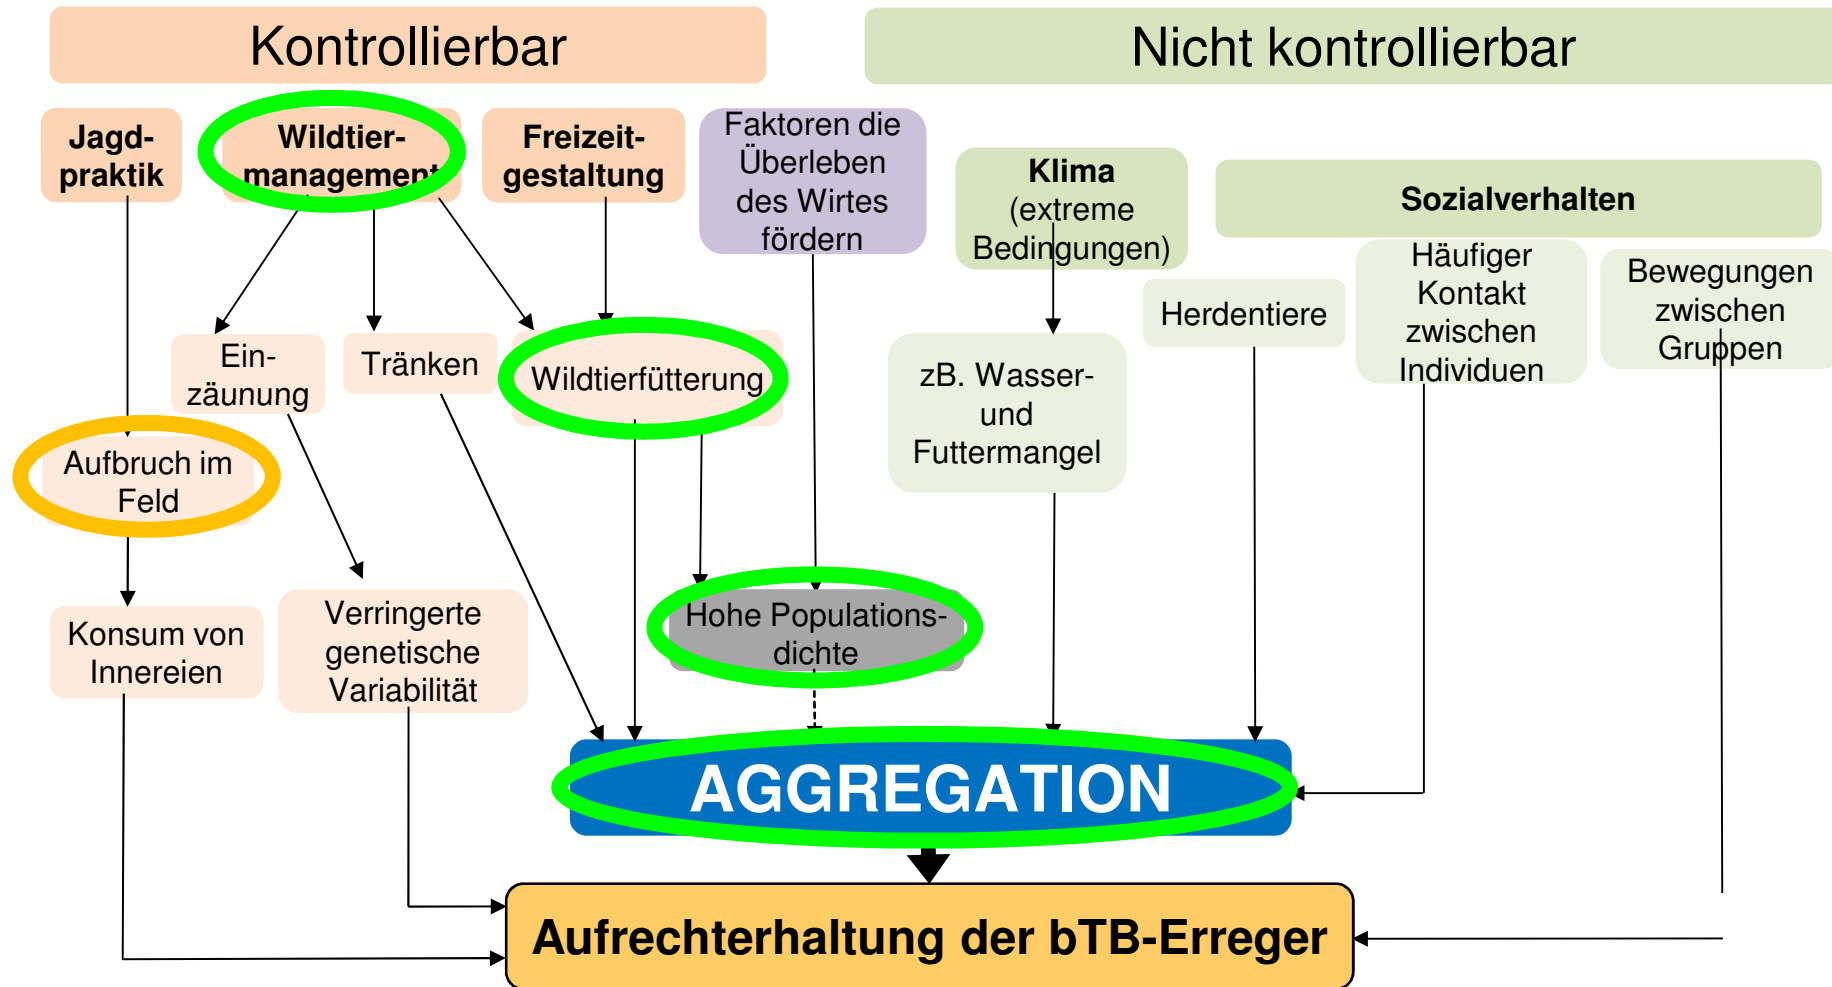 Kontrollierbar
Nicht kontrollierbar
Jagd-
praktik
Wildtier-
management
Freizeit-
gestaltung
Faktoren die
Überleben
des Wirtes
fördern
Klima
(extreme
Bedingungen)
Sozialverhalten
Herdentiere
Häufiger
Kontakt
zwischen
Individuen
Bewegungen
zwischen
Gruppen
Ein-
zäunung
Tränken
Wildtierfütterung
zB. Wasser-
und
Futtermangel
Aufbruch im
Feld
Konsum von
Innereien
Verringerte
genetische
Variabilität
Hohe Populations-
dichte
AGGREGATION
Aufrechterhaltung der bTB-Erreger